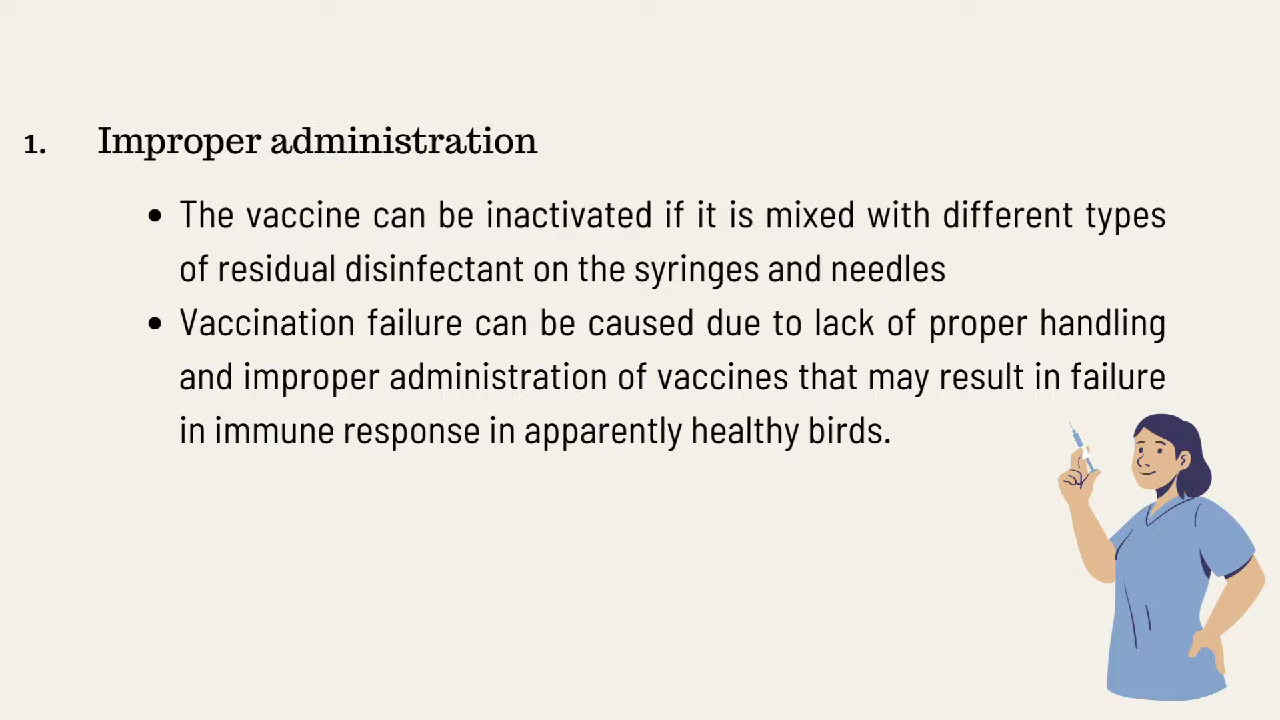 1. Improper administration
• The vaccine can be inactivated if it is mixed with different types
of residual disinfectant on the syringes and needles
• Vaccination failure can be caused due to lack of proper handling
and improper administration of vaccines that may result in failure
in immune response in apparently healthy birds.